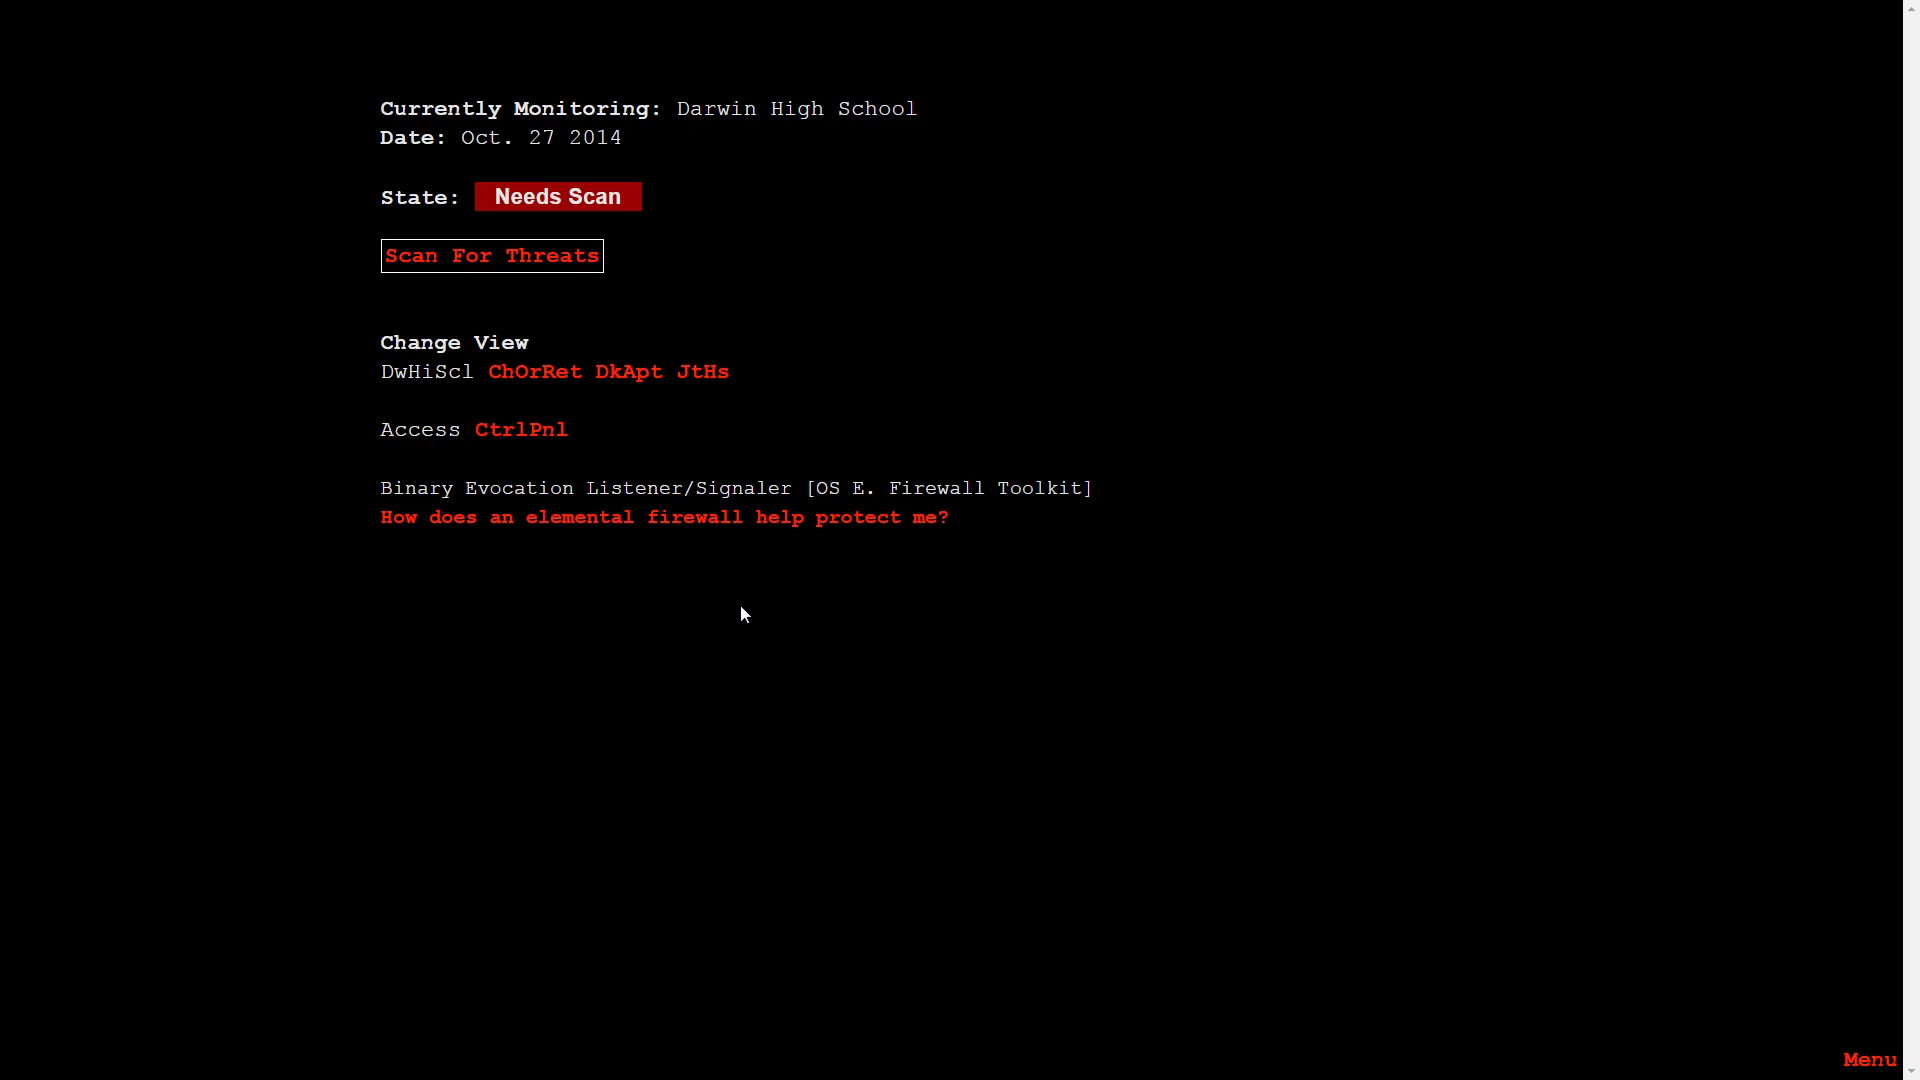 Currently Monitoring: Darwin High School
Date: Oct. 27 2014
State: Needs Scan
Scan For Threats
Change View
DwHiScl ChOrRet DkApt JtHs
Access CtrlPnl
Binary Evocation Listener/Signaler [OS E. Firewall Toolkit]
How does an elemental firewall help protect me?
Menu